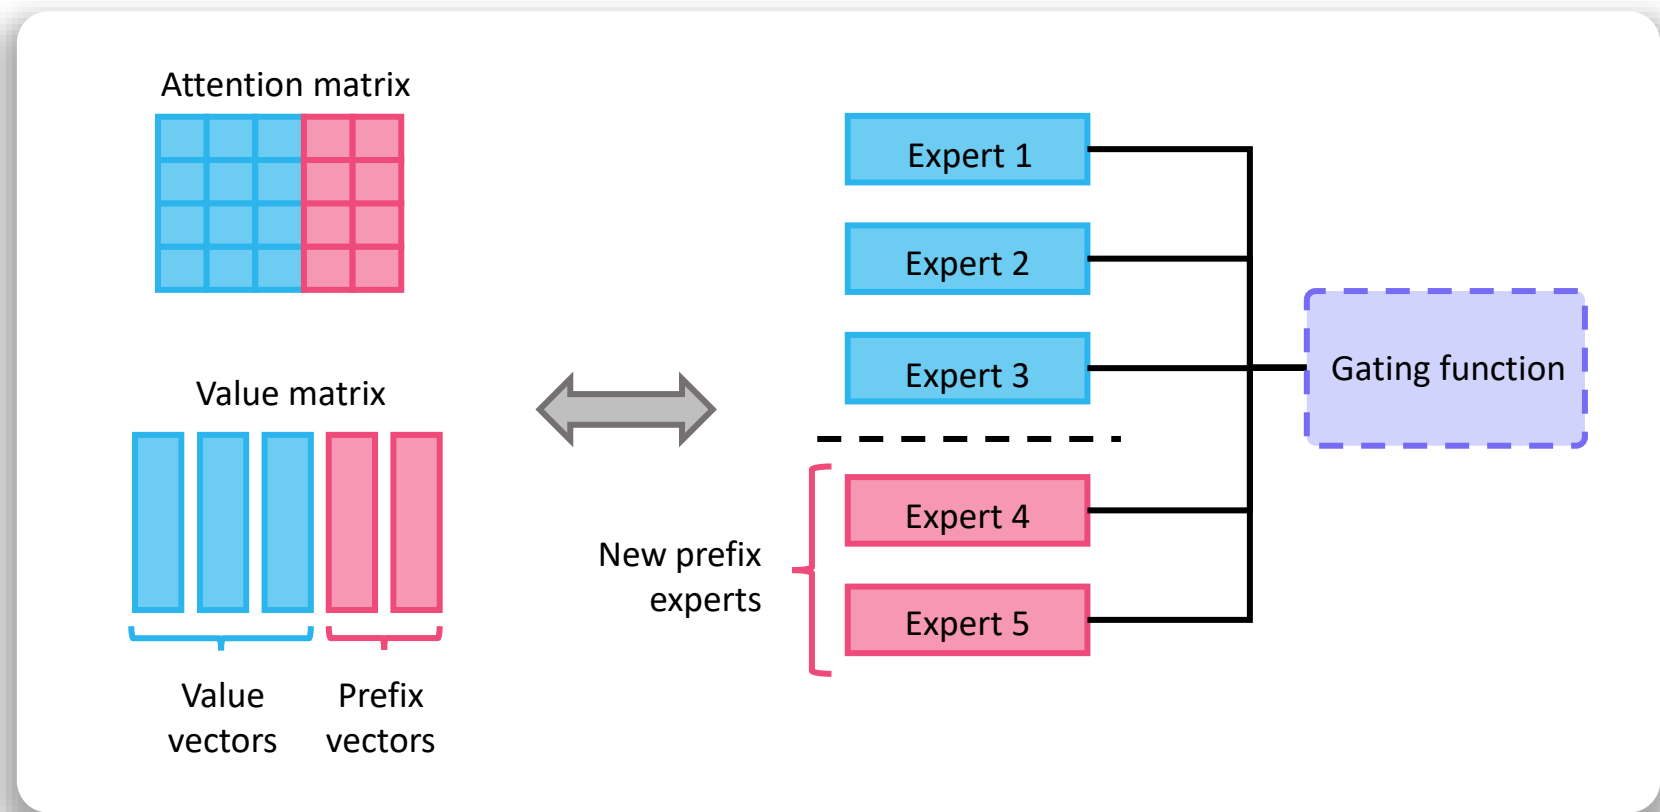 Attention matrix
Value matrix
Value
vectors
Prefix
vectors
New prefix
experts
Expert 1
Expert 2
Expert 3
Expert 4
Expert 5
Gating function